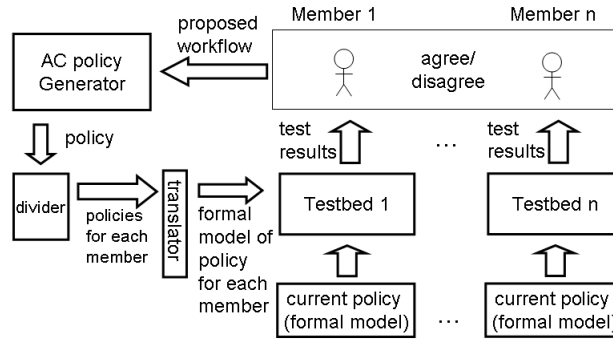 Member 1
Member n
proposed
workflow
AC policy
Generator
agree/
disagree
policy
test
results
...
test
results
divider
policies
for each
member
translator
formal
model of
policy
for each
member
Testbed 1
Testbed n
current policy
(formal model)
...
current policy
(formal model)